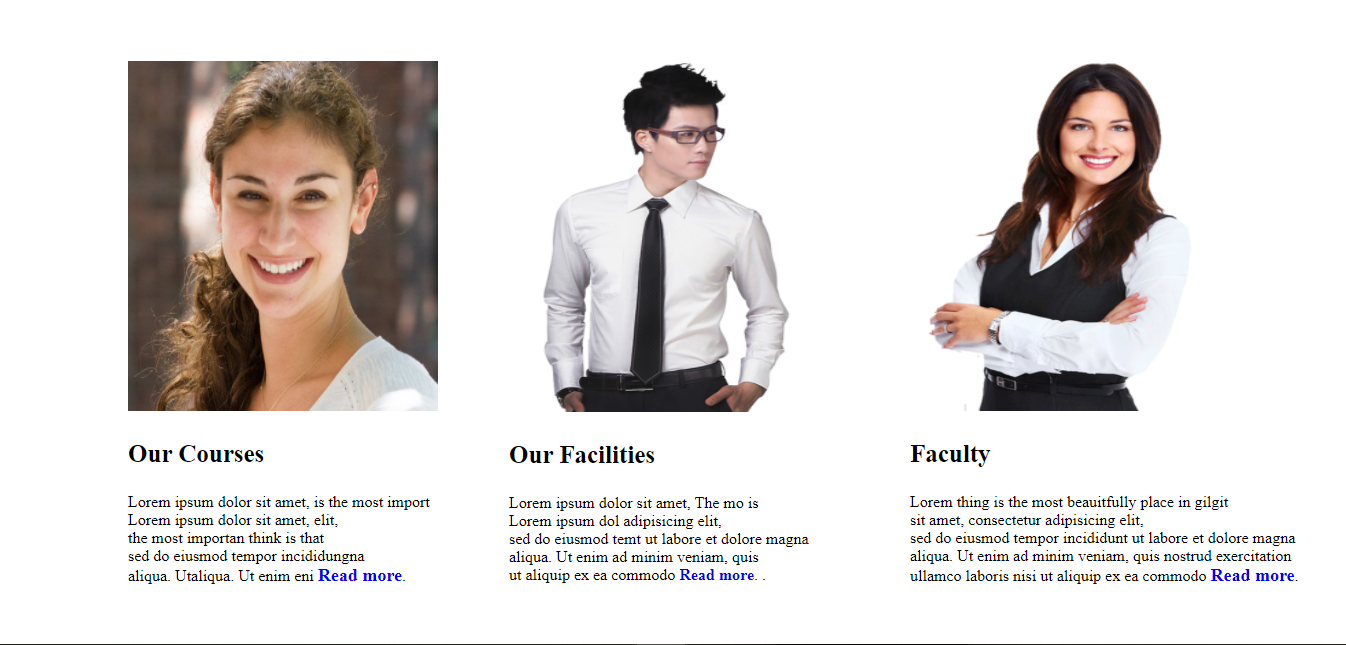 Our Courses
Lorem ipsum dolor sit amet, is the most import
Lorem ipsum dolor sit amet, elit,
the most importan think is that
sed do eiusmod tempor incididungna
aliqua. Utaliqua. Ut enim eni Read more.
Our Facilities
Lorem ipsum dolor sit amet, The mo is
Lorem ipsum dol adipisicing elit,
sed do eiusmod temt ut labore et dolore magna
aliqua. Ut enim ad minim veniam, quis
ut aliquip ex ea commodo Read more. .
Faculty
Lorem thing is the most beauitfully place in gilgit
sit amet, consectetur adipisicing elit,
sed do eiusmod tempor incididunt ut labore et dolore magna
aliqua. Ut enim ad minim veniam, quis nostrud exercitation
ullamco laboris nisi ut aliquip ex ea commodo Read more.